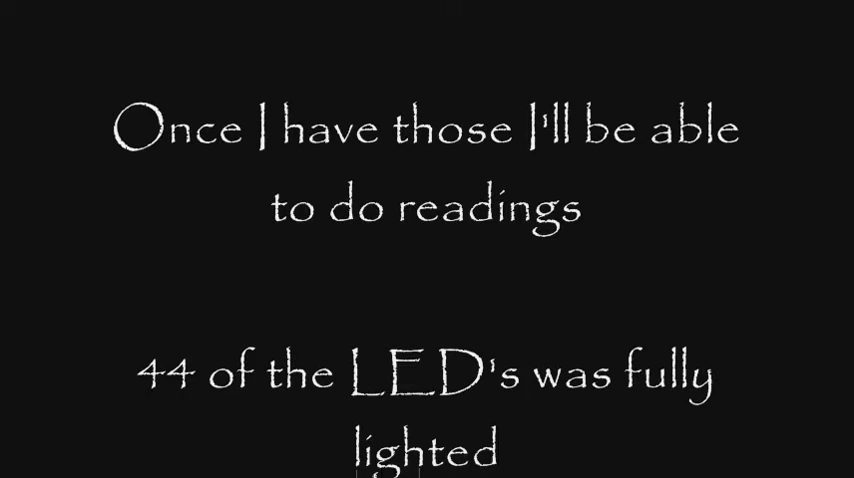 Once I have those I'll be able
to do readings
44 of the LED's was fully
lighted